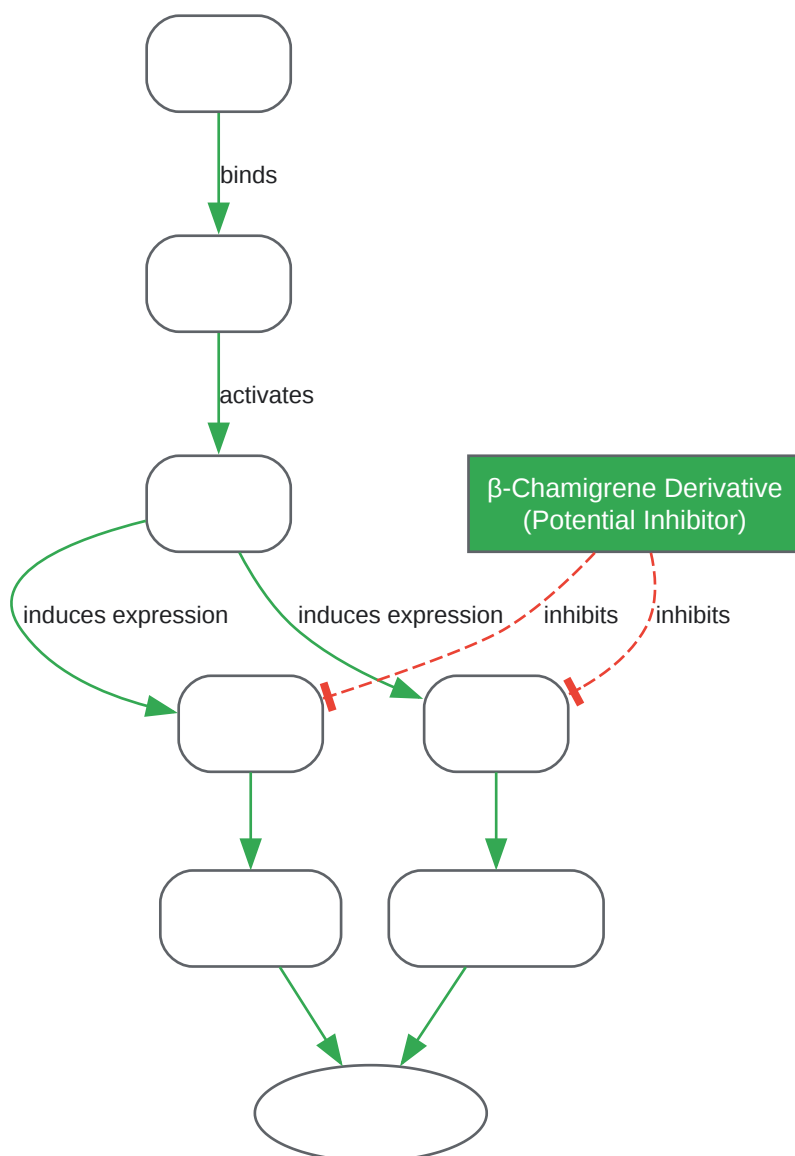 binds
activates
β-Chamigrene Derivative
(Potential Inhibitor)
induces expression
induces expression
inhibits
inhibits